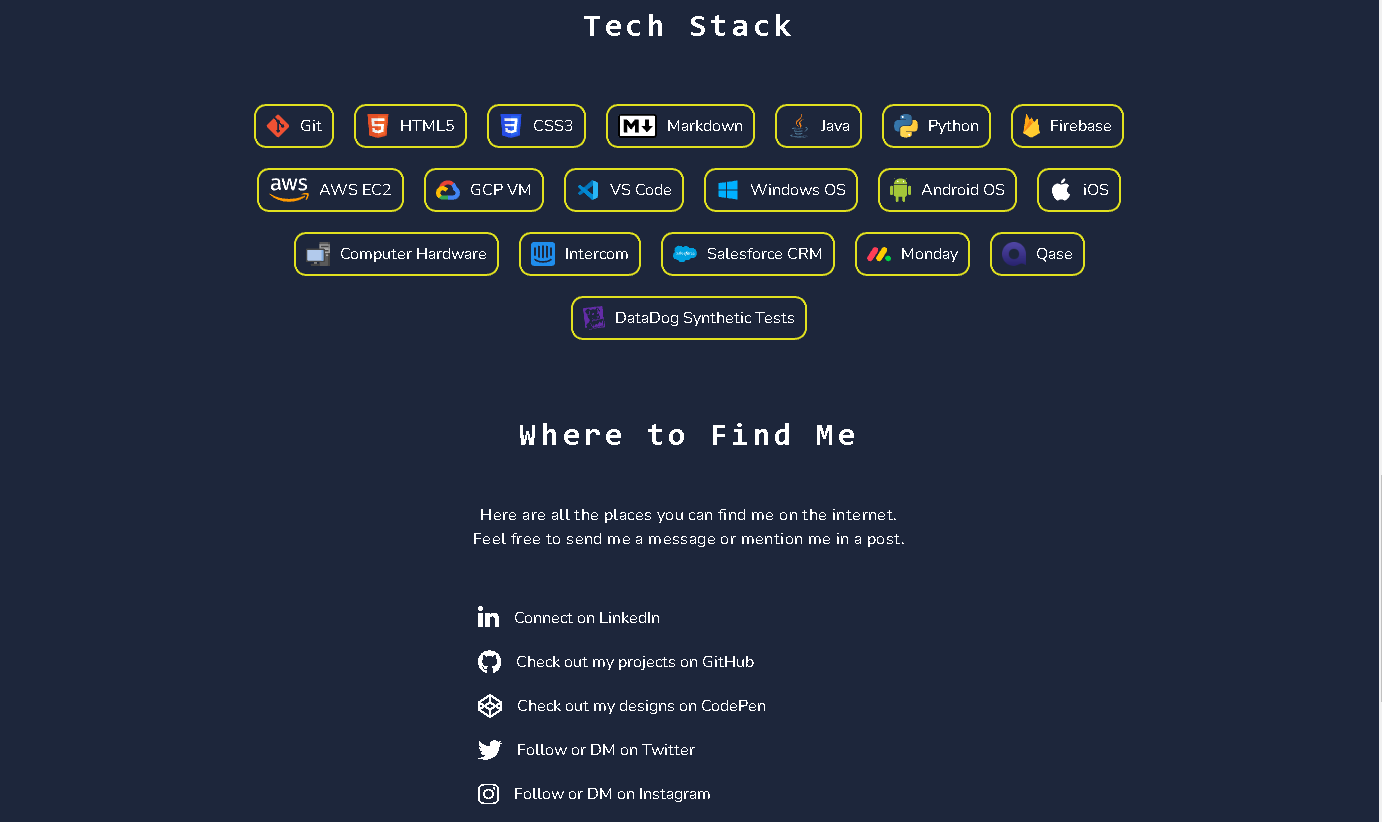 Tech Stack
Git HTML5 CSS3 Markdown Java Python Firebase
aws AWS EC2 GCP VM VS Code Windows OS Android OS iOS
Computer Hardware Intercom salesforce Salesforce CRM Monday Qase
DataDog Synthetic Tests
Where to Find Me
Here are all the places you can find me on the internet.
Feel free to send me a message or mention me in a post.
in Connect on LinkedIn
Check out my projects on GitHub
Check out my designs on CodePen
Follow or DM on Twitter
Follow or DM on Instagram